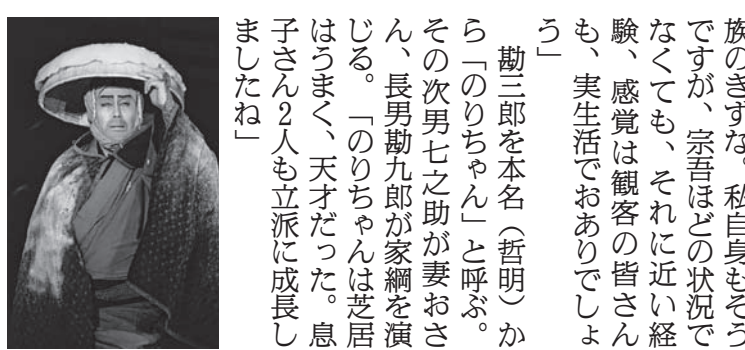 族のきずな。私自身もそう
ですが、宗吾ほどの状況で
なくても、それに近い経
験、感覚は観客の皆さん
も、実生活でおありでしょ
う」
勘三郎を本名（哲明）か
ら「のりちゃん」と呼ぶ。
その次男七之助が妻おさ
ん、長男勘九郎が家綱を演
じる。「のりちゃんは芝居
はうまく、天才だった。息
子さん２人も立派に成長し
ましたね」